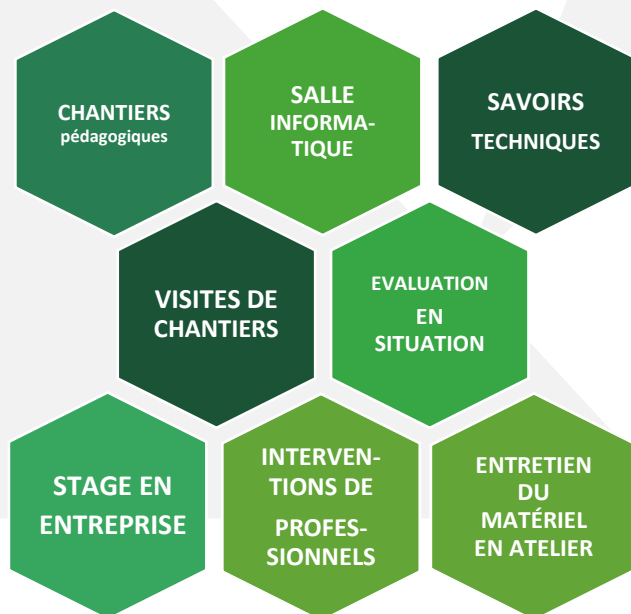 CHANTIERS
pédagogiques
SALLE
INFORMA-
TIQUE
SAVOIRS
TECHNIQUES
VISITES DE
CHANTIERS
EVALUATION
EN
SITUATION
STAGE EN
ENTREPRISE
INTERVEN-
TIONS DE
PROFES-
SIONNELS
ENTRETIEN
DU
MATÉRIEL
EN ATELIER